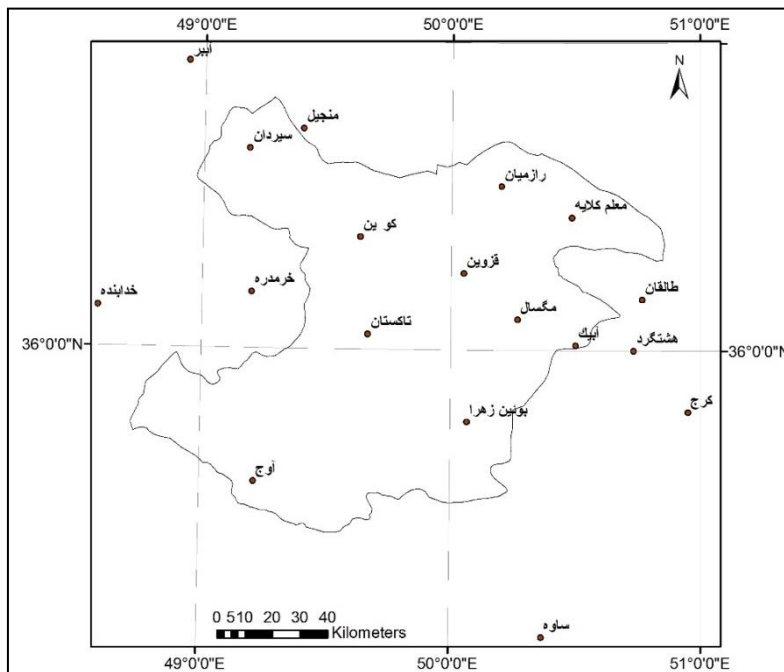 49°0'0"E 50°0'0"E 51°0'0"E
آببر
N
منجیل
سیردان
رازمیان
معلم کلایه
کو ین
قزوین
خرمدره
طالقان
خدابنده
مگسال
تاکستان
آبیك
هشتگرد
36°0'0"N 36°0'0"N
کرج
بوئین زهرا
آوج
0 5 10 20 30 40
Kilometers
ساوه
49°0'0"E 50°0'0"E 51°0'0"E